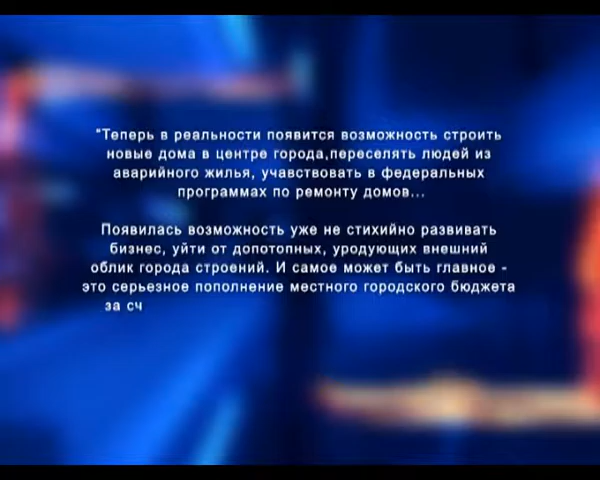 "Теперь в реальности появится возможность строить
новые дома в центре города,переселять людей из
аварийного жилья, учавствовать в федеральных
программах по ремонту домов...
Появилась возможность уже не стихийно развивать
бизнес, уйти от допотопных, уродующих внешний
облик города строений. И самое может быть главное -
это серьезное пополнение местного городского бюджета
за сч